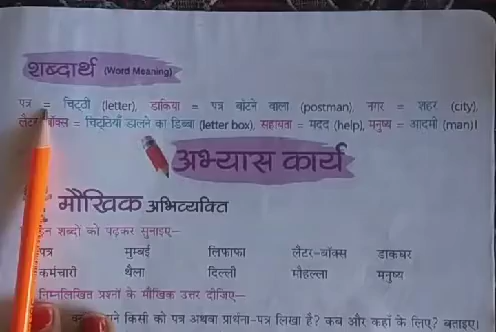 शब्दार्थ (Word Meaning)
पत्र = चिट्ठी (letter), डाकिया = पत्र बाँटने वाला (postman), नगर = शहर (city),
लैटर बॉक्स = चिट्ठियाँ डालने का डिब्बा (letter box), सहायता = मदद (help), मनुष्य = आदमी (man)।
अभ्यास कार्य
मौखिक अभिव्यक्ति
इन शब्दों को पढ़कर सुनाइए—
पत्र मुम्बई लिफाफा लैटर-बॉक्स डाकघर
कर्मचारी थैला दिल्ली मोहल्ला मनुष्य
निम्नलिखित प्रश्नों के मौखिक उत्तर दीजिए—
किसी को पत्र अथवा प्रार्थना-पत्र लिखा है? कब और कहाँ के लिए? बताइए।